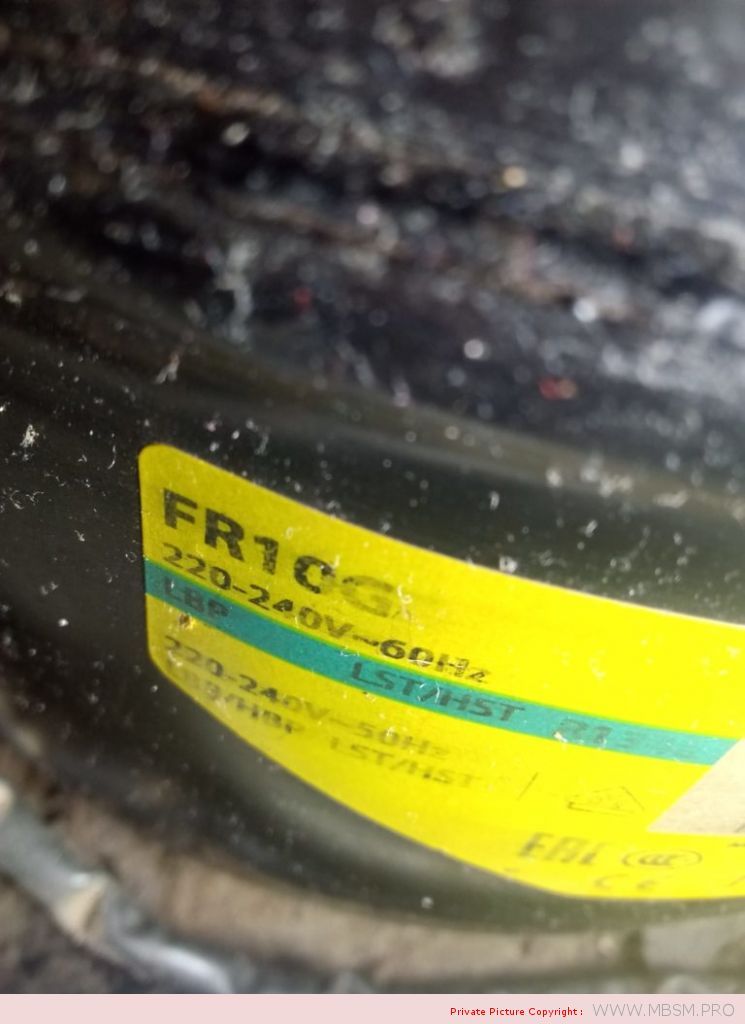 FR10G
220-240V~60Hz
LBP LST/HST
220-240V~50Hz
LST/HST
EAC
CE
Private Picture Copyright : WWW.MBSM.PRO